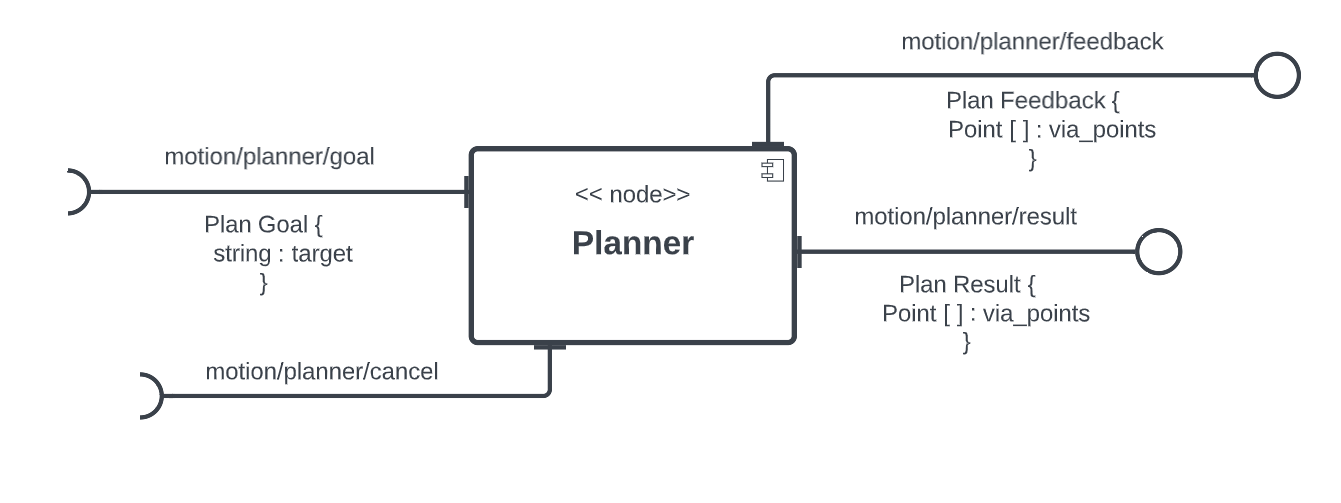 motion/planner/feedback
Plan Feedback {
Point [ ] : via_points
}
motion/planner/goal
Plan Goal {
string : target
}
<< node>>
Planner
motion/planner/result
Plan Result {
Point [ ] : via_points
}
motion/planner/cancel